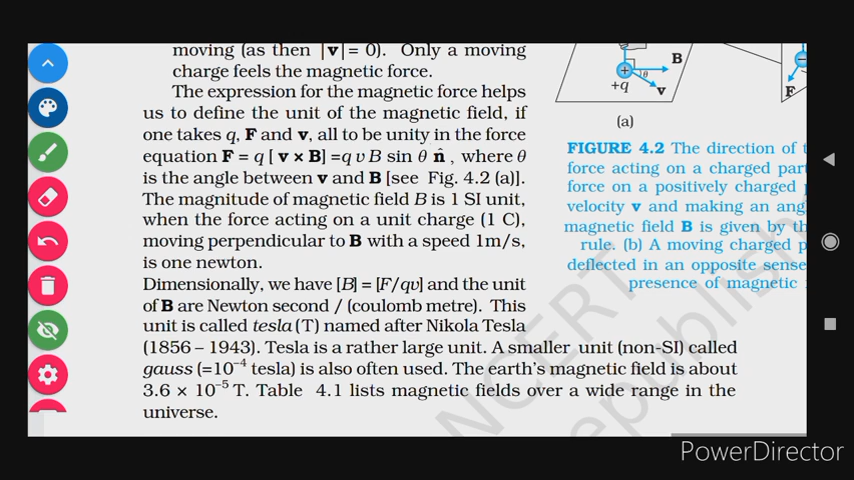 moving (as then |v| = 0). Only a moving
charge feels the magnetic force.
The expression for the magnetic force helps
us to define the unit of the magnetic field, if
one takes q, F and v, all to be unity in the force
equation F = q [ v × B] =q v B sin θ n̂ , where θ
is the angle between v and B [see Fig. 4.2 (a)].
The magnitude of magnetic field B is 1 SI unit,
when the force acting on a unit charge (1 C),
moving perpendicular to B with a speed 1m/s,
is one newton.
Dimensionally, we have [B] = [F/qv] and the unit
of B are Newton second / (coulomb metre). This
unit is called tesla (T) named after Nikola Tesla
(1856 – 1943). Tesla is a rather large unit. A smaller unit (non-SI) called
gauss (=10⁻⁴ tesla) is also often used. The earth's magnetic field is about
3.6 × 10⁻⁵ T. Table 4.1 lists magnetic fields over a wide range in the
universe.
B
θ
+q
v
F
(a)
FIGURE 4.2 The direction of
force acting on a charged
force on a positively charged
velocity v and making an
magnetic field B is given by
rule. (b) A moving charged
deflected in an opposite sense
presence of magnetic
NCERT
republish
PowerDirector